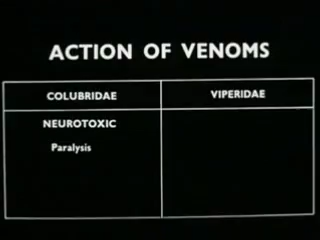 ACTION OF VENOMS
COLUBRIDAE
VIPERIDAE
NEUROTOXIC
Paralysis